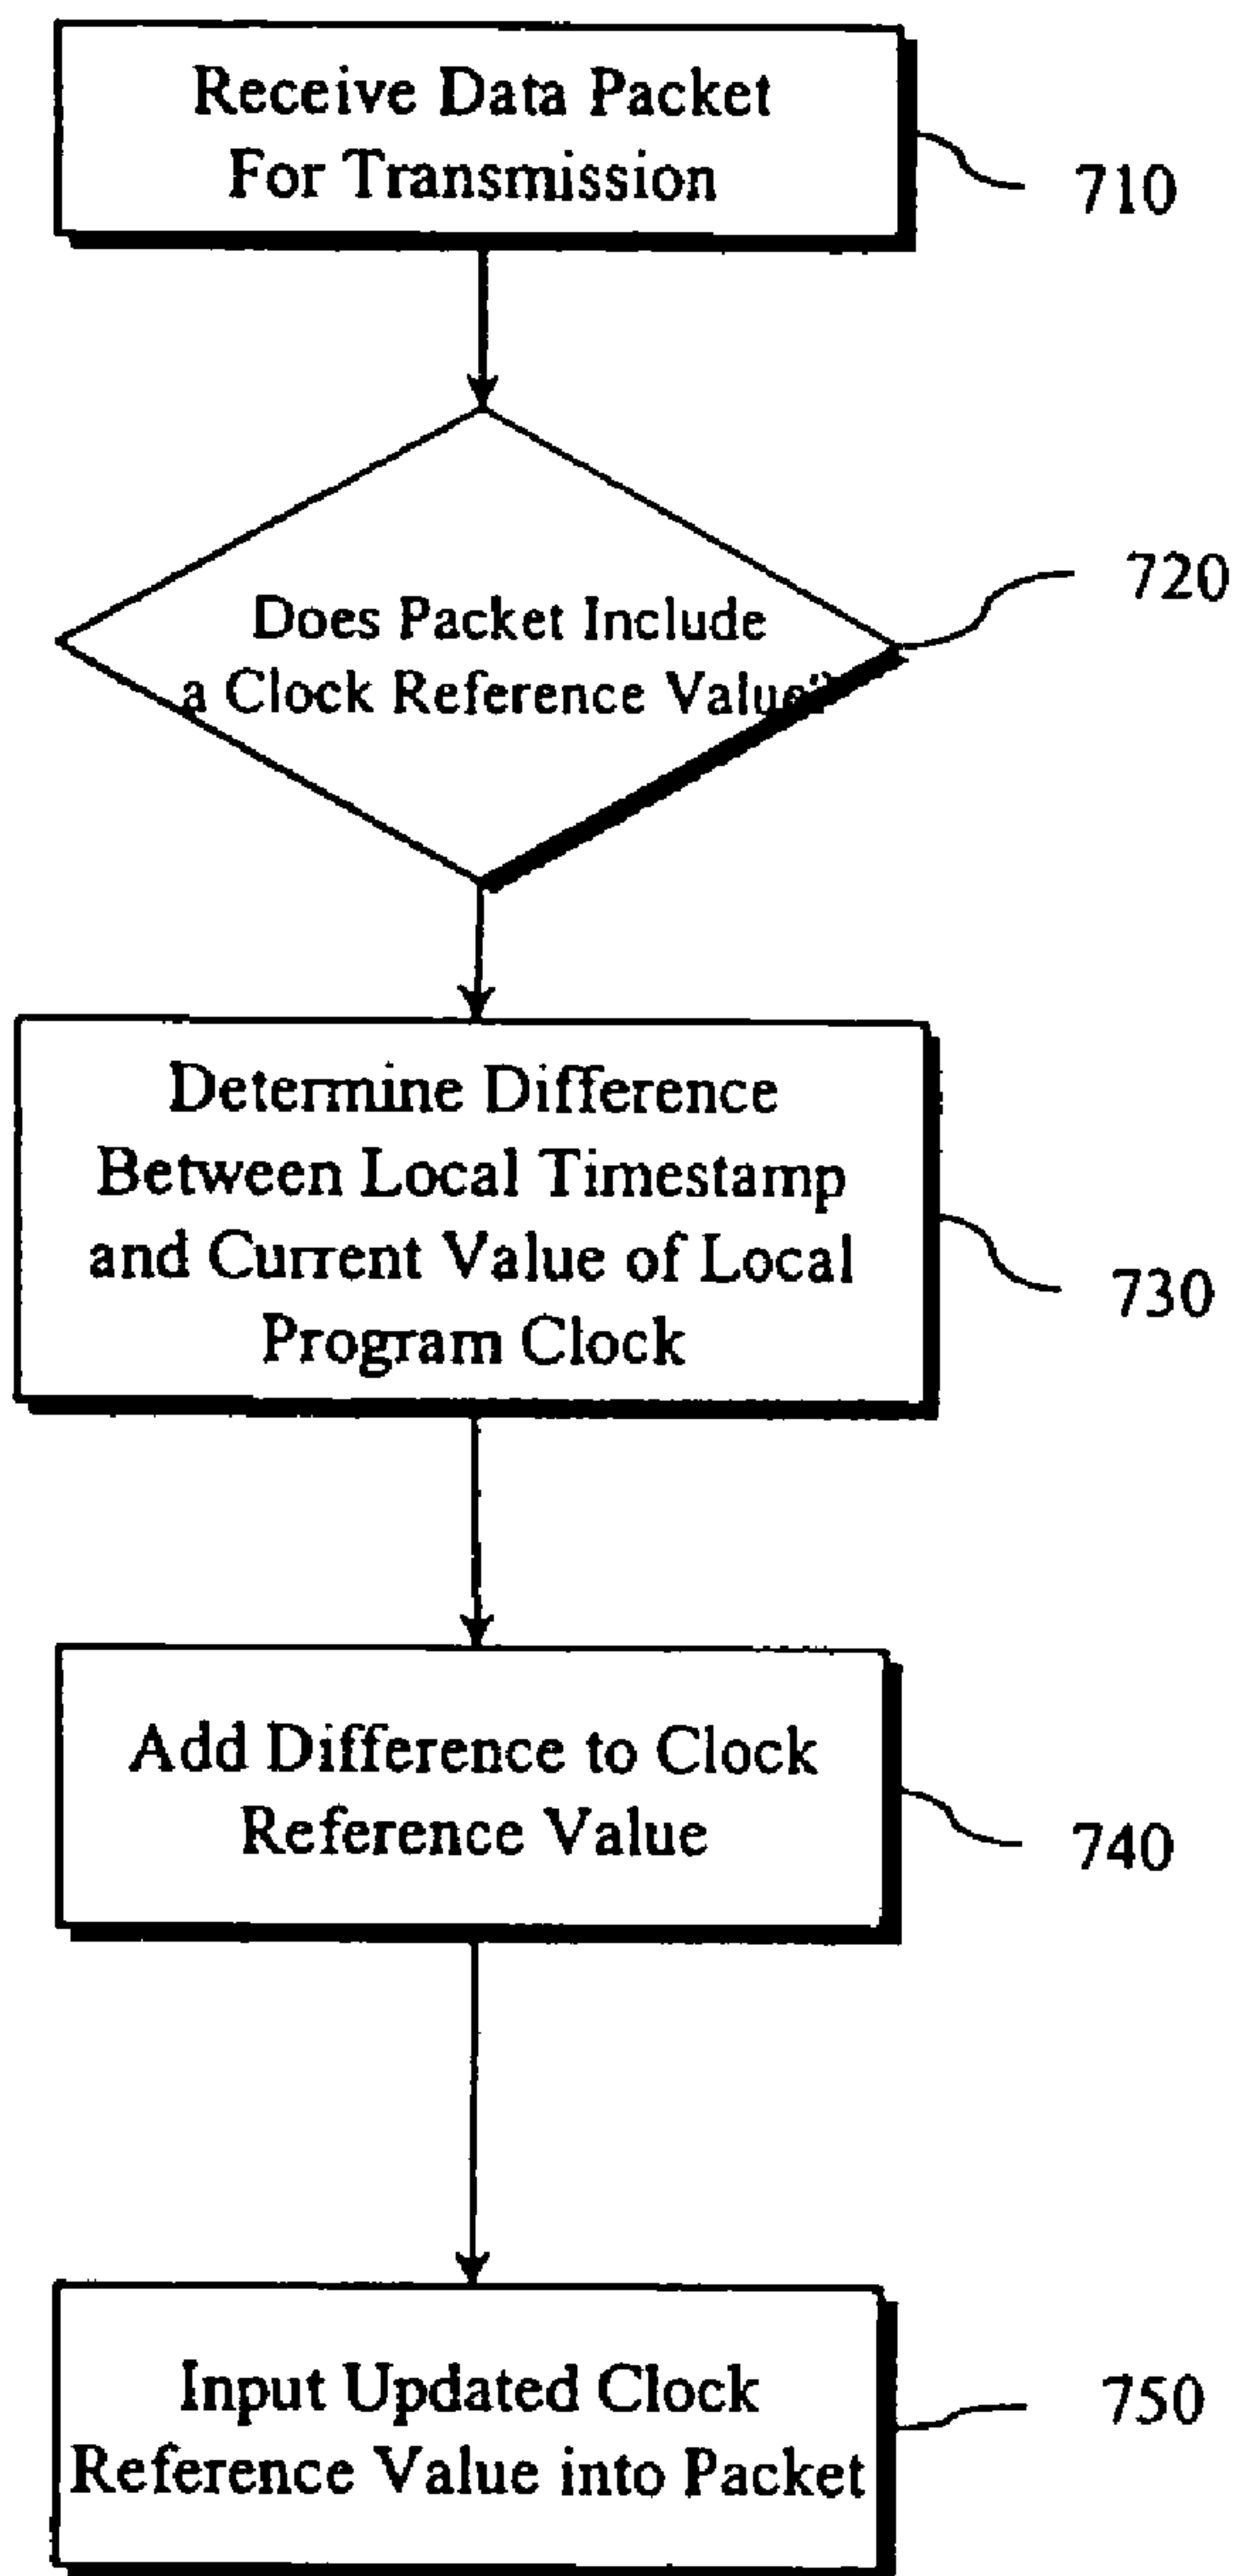 Receive Data Packet
For Transmission
710
Does Packet Include
a Clock Reference Value?
720
Determine Difference
Between Local Timestamp
and Current Value of Local
Program Clock
730
Add Difference to Clock
Reference Value
740
Input Updated Clock
Reference Value into Packet
750